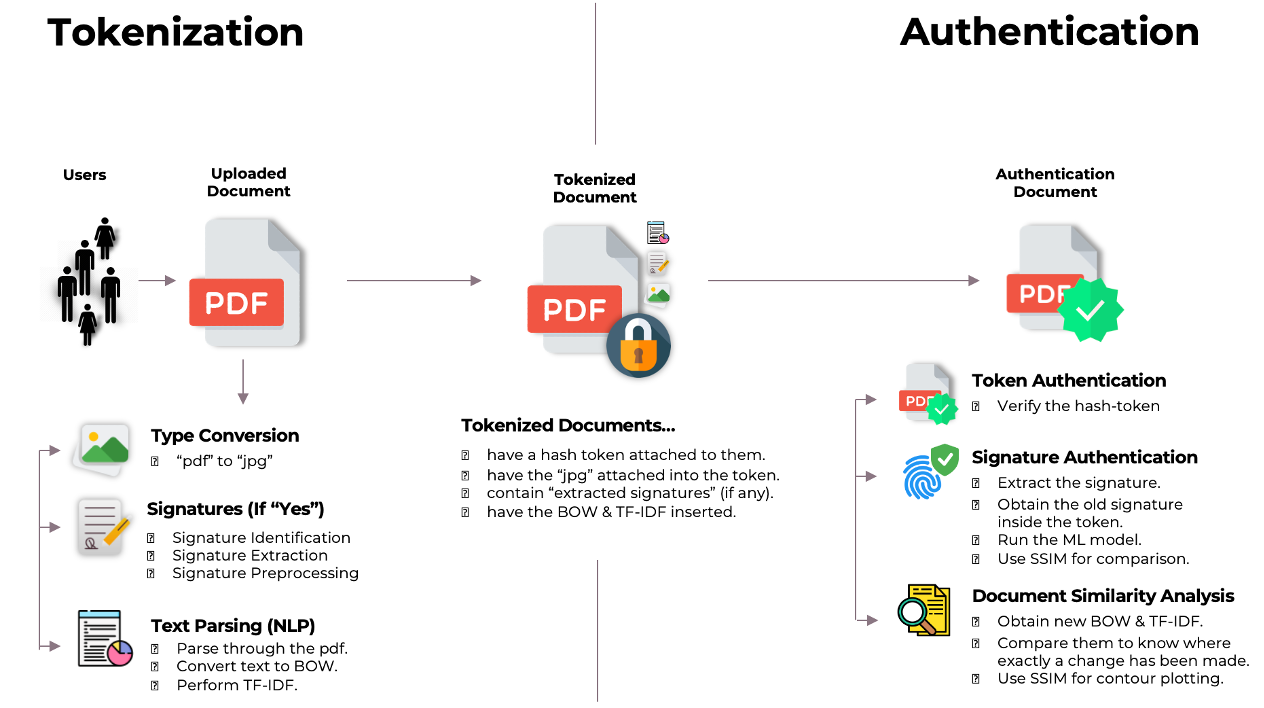 Tokenization
Authentication
Users
Uploaded
Document
Tokenized
Document
Authentication
Document
PDF
PDF
PDF
Type Conversion
“pdf” to “jpg”
Signatures (If “Yes”)
Signature Identification
Signature Extraction
Signature Preprocessing
Text Parsing (NLP)
Parse through the pdf.
Convert text to BOW.
Perform TF-IDF.
Tokenized Documents...
have a hash token attached to them.
have the “jpg” attached into the token.
contain “extracted signatures” (if any).
have the BOW & TF-IDF inserted.
PDF
Token Authentication
Verify the hash-token
Signature Authentication
Extract the signature.
Obtain the old signature
inside the token.
Run the ML model.
Use SSIM for comparison.
Document Similarity Analysis
Obtain new BOW & TF-IDF.
Compare them to know where
exactly a change has been made.
Use SSIM for contour plotting.